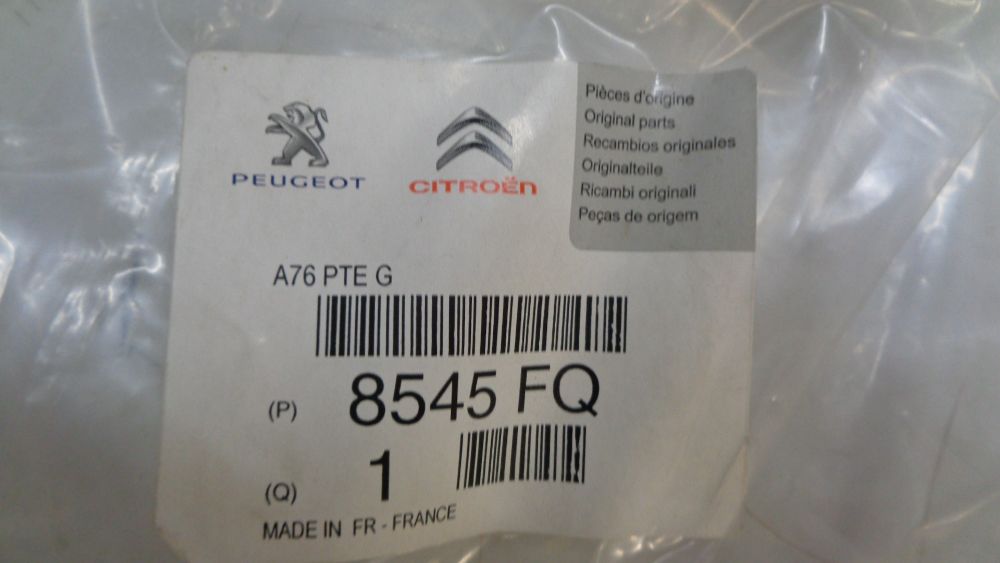 PEUGEOT
CITROËN
Pièces d'origine
Original parts
Recambios originales
Originalteile
Ricambi originali
Peças de origem
A76 PTE G
(P) 8545 FQ
(Q) 1
MADE IN FR - FRANCE